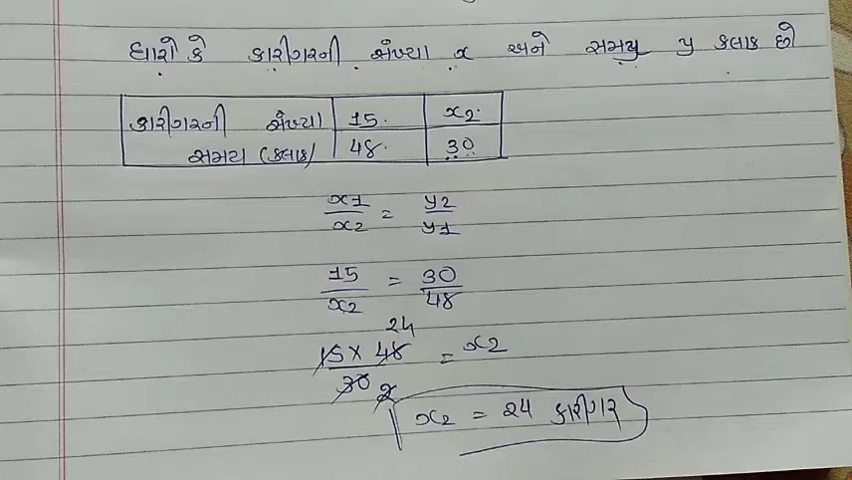 ધારો કે કારીગરની સંખ્યા x અને સમય y કલાક છે
કારીગરની સંખ્યા 15 x2
સમય (કલાક) 48 30
x1/x2 = y2/y1
15/x2 = 30/48
24
15 × 48 / 30 2 = x2
x2 = 24 કારીગર